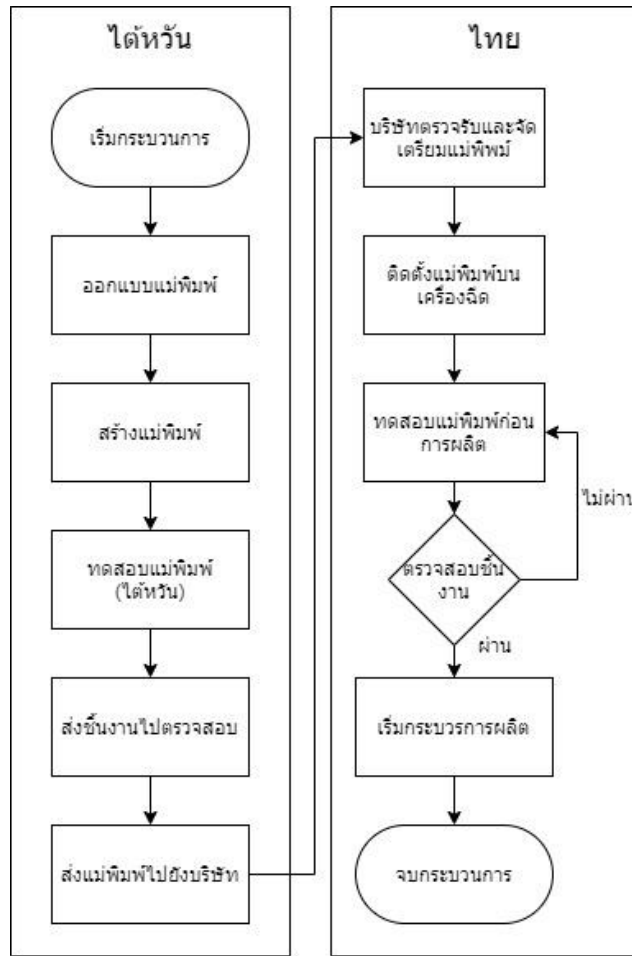 ไต้หวัน
เริ่มกระบวนการ
ออกแบบแม่พิมพ์
สร้างแม่พิมพ์
ทดสอบแม่พิมพ์
(ไต้หวัน)
ส่งชิ้นงานไปตรวจสอบ
ส่งแม่พิมพ์ไปยังบริษัท
ไทย
บริษัทตรวจรับและจัด
เตรียมแม่พิพม์
ติดตั้งแม่พิมพ์บน
เครื่องฉีด
ทดสอบแม่พิมพ์ก่อน
การผลิต
ไม่ผ่าน
ตรวจสอบชิ้น
งาน
ผ่าน
เริ่มกระบวรการผลิต
จบกระบวนการ